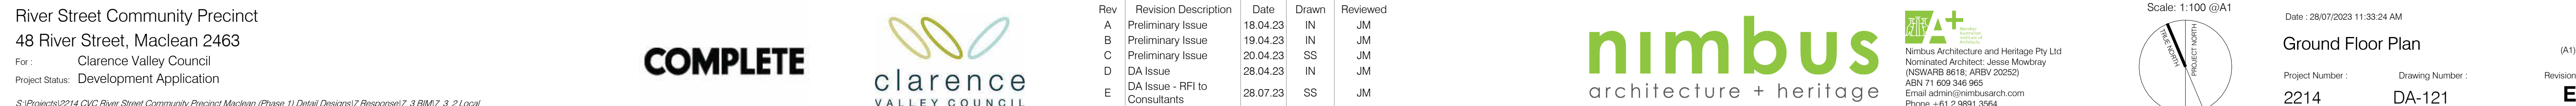 River Street Community Precinct
48 River Street, Maclean 2463
For : Clarence Valley Council
Project Status: Development Application
S:\Projects\2214 CVC River Street Community Precinct Maclean (Phase 1) Detail Designs\7 Response\7_3 BIM\7_3_2 Local
COMPLETE
clarence
VALLEY COUNCIL
Rev Revision Description Date Drawn Reviewed
A Preliminary Issue 18.04.23 IN JM
B Preliminary Issue 19.04.23 IN JM
C Preliminary Issue 20.04.23 SS JM
D DA Issue 28.04.23 IN JM
E DA Issue - RFI to Consultants 28.07.23 SS JM
nimbus
architecture + heritage
A+
Member
Australian
Institute of
Architects
Nimbus Architecture and Heritage Pty Ltd
Nominated Architect: Jesse Mowbray
(NSWARB 8618; ARBV 20252)
ABN 71 609 346 965
Email admin@nimbusarch.com
Phone +61 2 9891 3564
Scale: 1:100 @A1
TRUE NORTH
PROJECT NORTH
Date : 28/07/2023 11:33:24 AM
Ground Floor Plan
(A1)
Project Number : Drawing Number : Revision
2214 DA-121 E